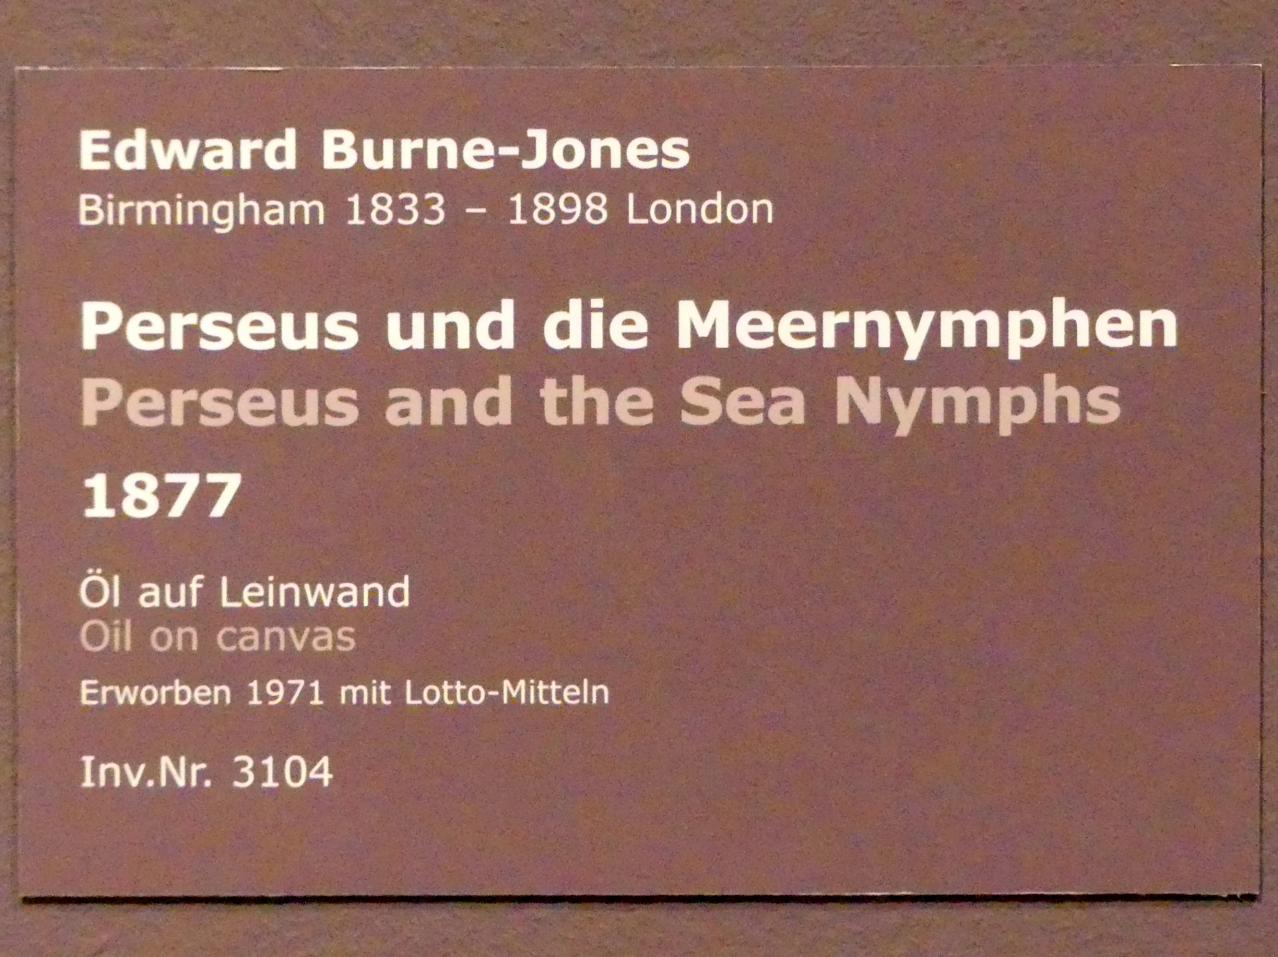 Edward Burne-Jones
Birmingham 1833 – 1898 London
Perseus und die Meernymphen
Perseus and the Sea Nymphs
1877
Öl auf Leinwand
Oil on canvas
Erworben 1971 mit Lotto-Mitteln
Inv.Nr. 3104